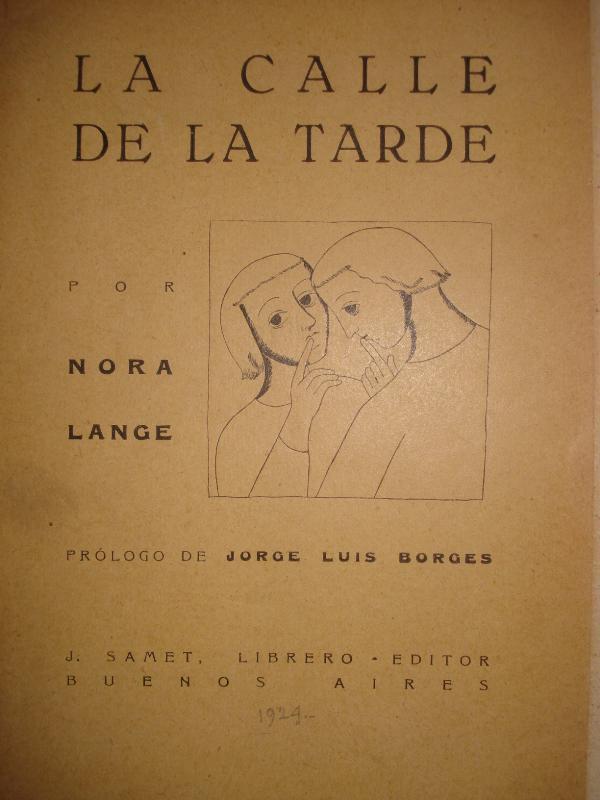 LA CALLE
DE LA TARDE
POR
NORA
LANGE
PRÓLOGO DE JORGE LUIS BORGES
J. SAMET, LIBRERO - EDITOR
BUENOS AIRES
1924.-